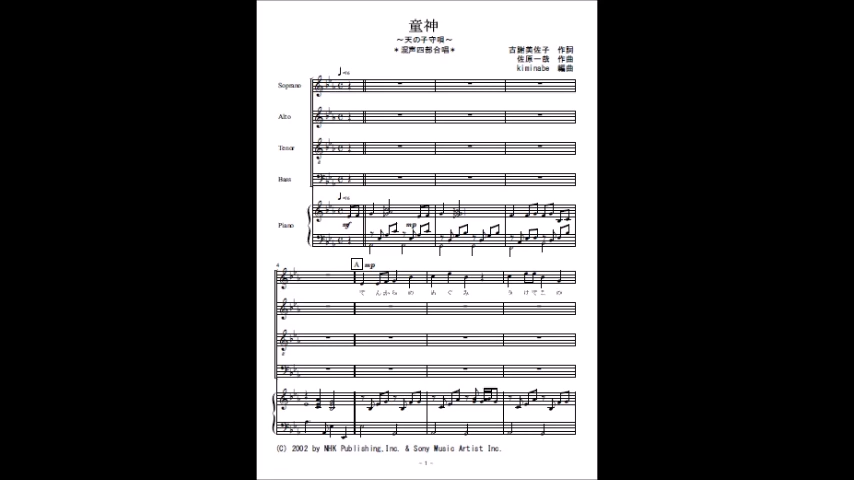 童神
～天の子守唄～
＊混声四部合唱＊
古謝美佐子 作詞
佐原一哉 作曲
kiminabe 編曲
Soprano
Alto
Tenor
Bass
mf
mp
Piano
4
A mp
てんからの めぐみ うけてこの
(C) 2002 by NHK Publishing,Inc. & Sony Music Artist Inc.
- 1 -